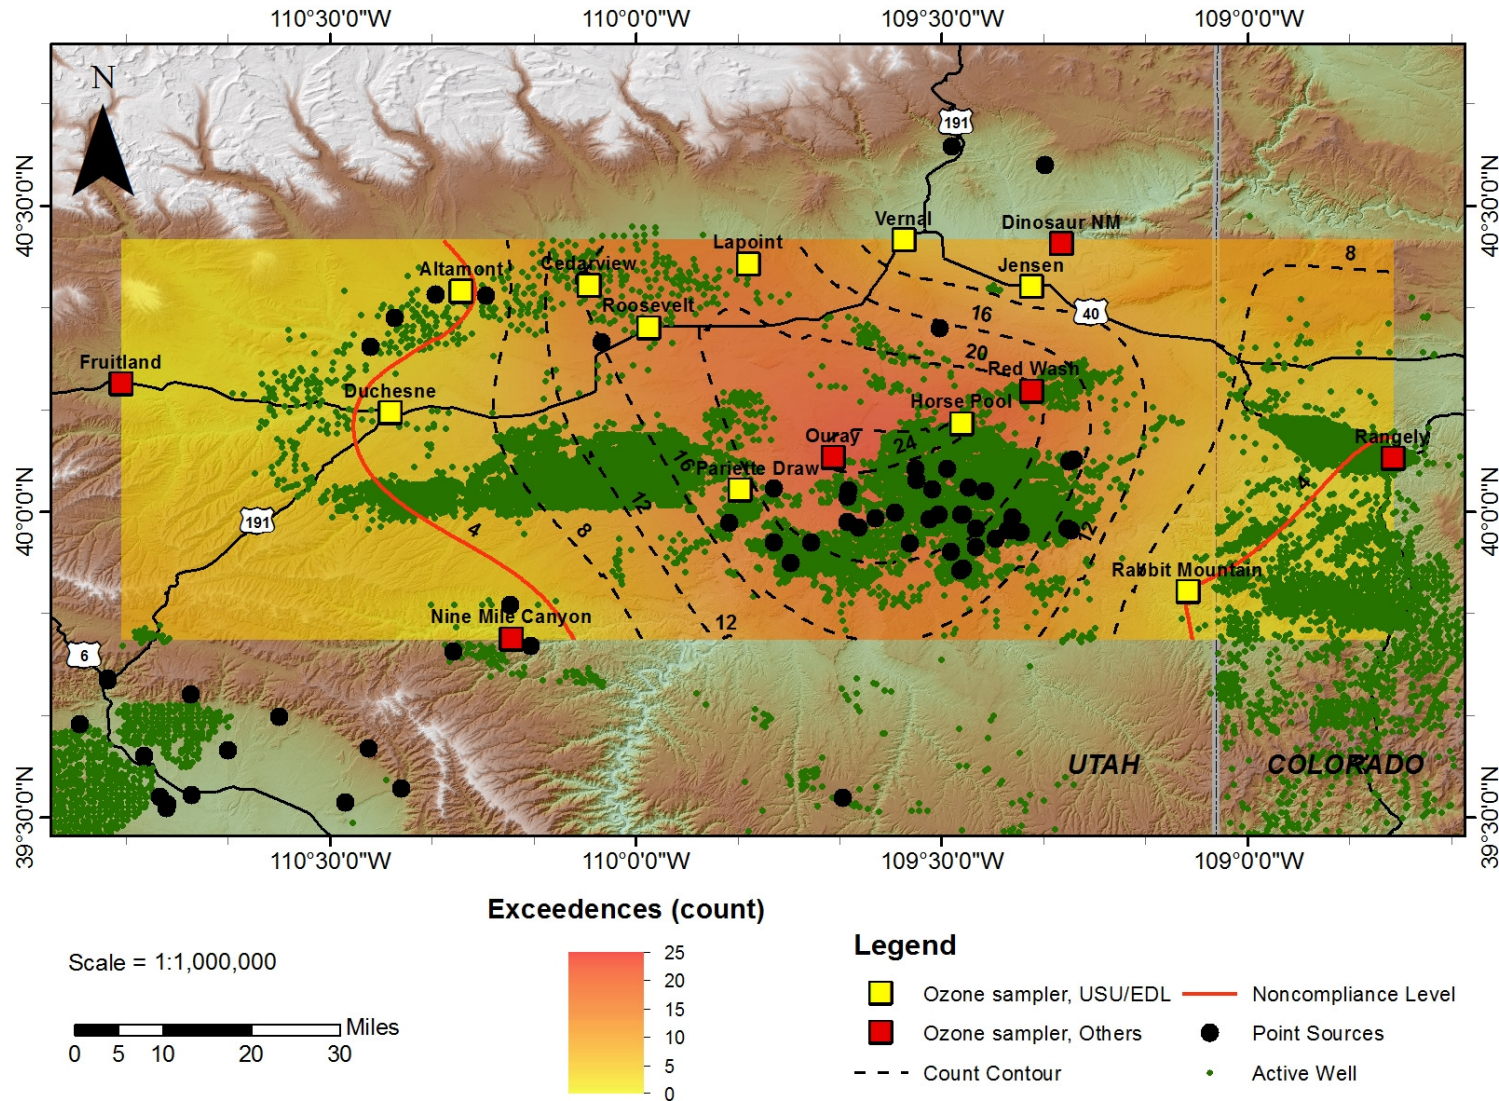 110°30'0"W 110°0'0"W 109°30'0"W 109°0'0"W
N
191
40°30'0"N 40°30'0"N
Vernal
Dinosaur NM
Lapoint
8
Altamont
Cedarview
Jensen
Roosevelt
16
40
20
Fruitland
Red Wash
Duchesne
Horse Pool
Ouray
24
Rangely
16
Pariette Draw
4
40°0'0"N 40°0'0"N
12
191
4
8
12
Rabbit Mountain
Nine Mile Canyon
12
6
UTAH COLORADO
39°30'0"N 39°30'0"N
110°30'0"W 110°0'0"W 109°30'0"W 109°0'0"W
Exceedences (count)
25
20
15
10
5
0
Scale = 1:1,000,000
Miles
0 5 10 20 30
Legend
Ozone sampler, USU/EDL
Noncompliance Level
Ozone sampler, Others
Point Sources
Count Contour
Active Well